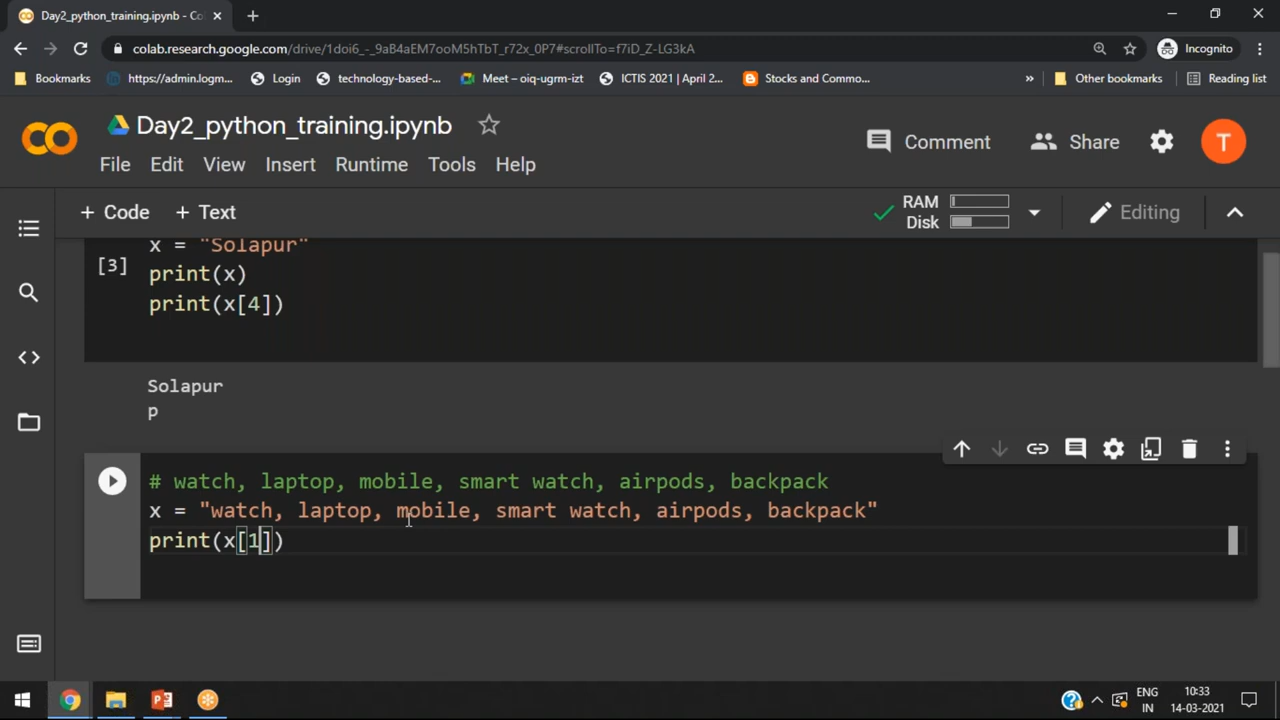 Day2_python_training.ipynb - Co
colab.research.google.com/drive/1doi6_-_9aB4aEM7ooM5hTbT_r72x_0P7#scrollTo=f7iD_Z-LG3kA
Incognito
Bookmarks
https://admin.logm...
Login
technology-based-...
Meet – oiq-ugrm-izt
ICTIS 2021 | April 2...
Stocks and Commo...
»
Other bookmarks
Reading list
Day2_python_training.ipynb
Comment
Share
T
File Edit View Insert Runtime Tools Help
+ Code + Text
RAM
Disk
Editing
x = "Solapur"
[3]
print(x)
print(x[4])
Solapur
p
# watch, laptop, mobile, smart watch, airpods, backpack
x = "watch, laptop, mobile, smart watch, airpods, backpack"
print(x[1])
ENG
IN
10:33
14-03-2021